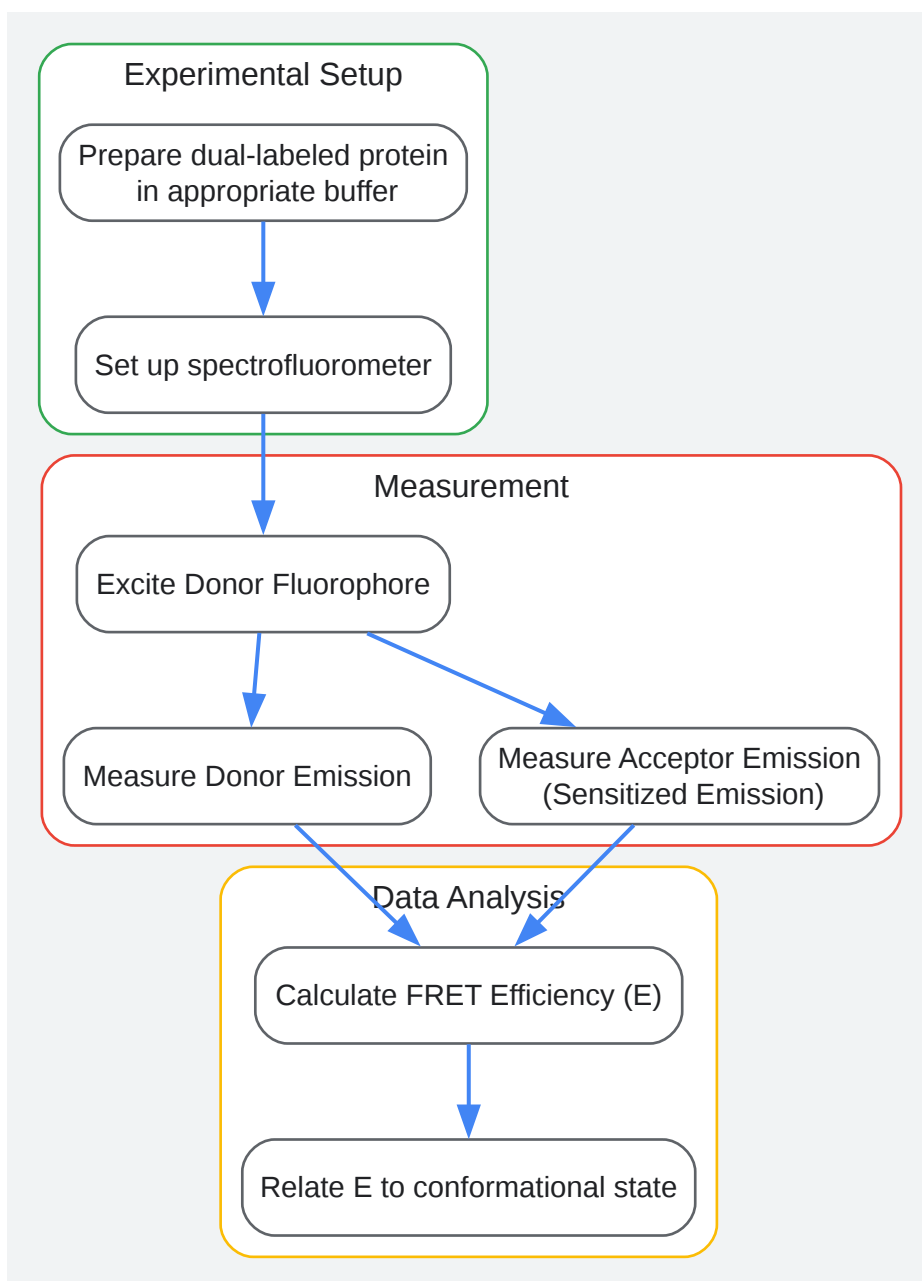 Experimental Setup
Prepare dual-labeled protein
in appropriate buffer
Set up spectrofluorometer
Measurement
Excite Donor Fluorophore
Measure Donor Emission
Measure Acceptor Emission
(Sensitized Emission)
Data Analysis
Calculate FRET Efficiency (E)
Relate E to conformational state